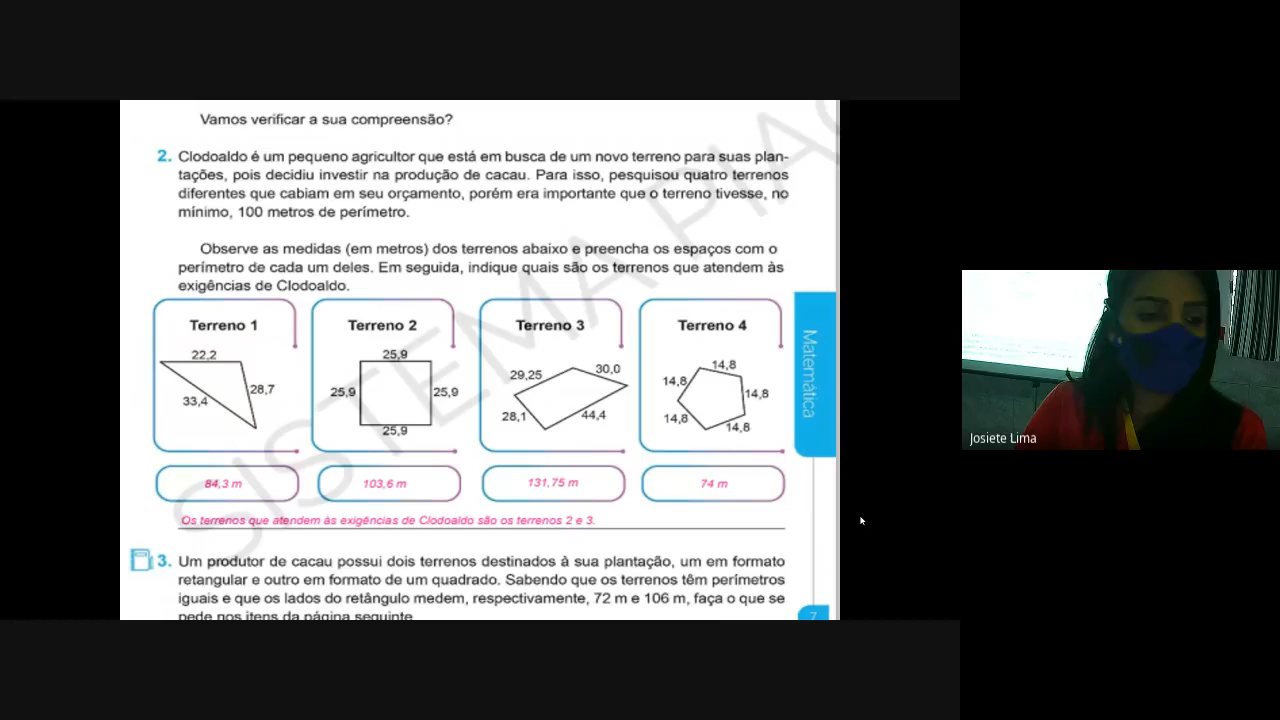 Vamos verificar a sua compreensão?
2. Clodoaldo é um pequeno agricultor que está em busca de um novo terreno para suas plan-
tações, pois decidiu investir na produção de cacau. Para isso, pesquisou quatro terrenos
diferentes que cabiam em seu orçamento, porém era importante que o terreno tivesse, no
mínimo, 100 metros de perímetro.
Observe as medidas (em metros) dos terrenos abaixo e preencha os espaços com o
perímetro de cada um deles. Em seguida, indique quais são os terrenos que atendem às
exigências de Clodoaldo.
Terreno 1
22,2
28,7
33,4
84,3 m
Terreno 2
25,9
25,9
25,9
25,9
103,6 m
Terreno 3
29,25
30,0
28,1
44,4
131,75 m
Terreno 4
14,8
14,8
14,8
14,8
14,8
74 m
Os terrenos que atendem às exigências de Clodoaldo são os terrenos 2 e 3.
3. Um produtor de cacau possui dois terrenos destinados à sua plantação, um em formato
retangular e outro em formato de um quadrado. Sabendo que os terrenos têm perímetros
iguais e que os lados do retângulo medem, respectivamente, 72 m e 106 m, faça o que se
pede nos itens da página seguinte
Matemática
7
SISTEMA PIAG
Josiete Lima